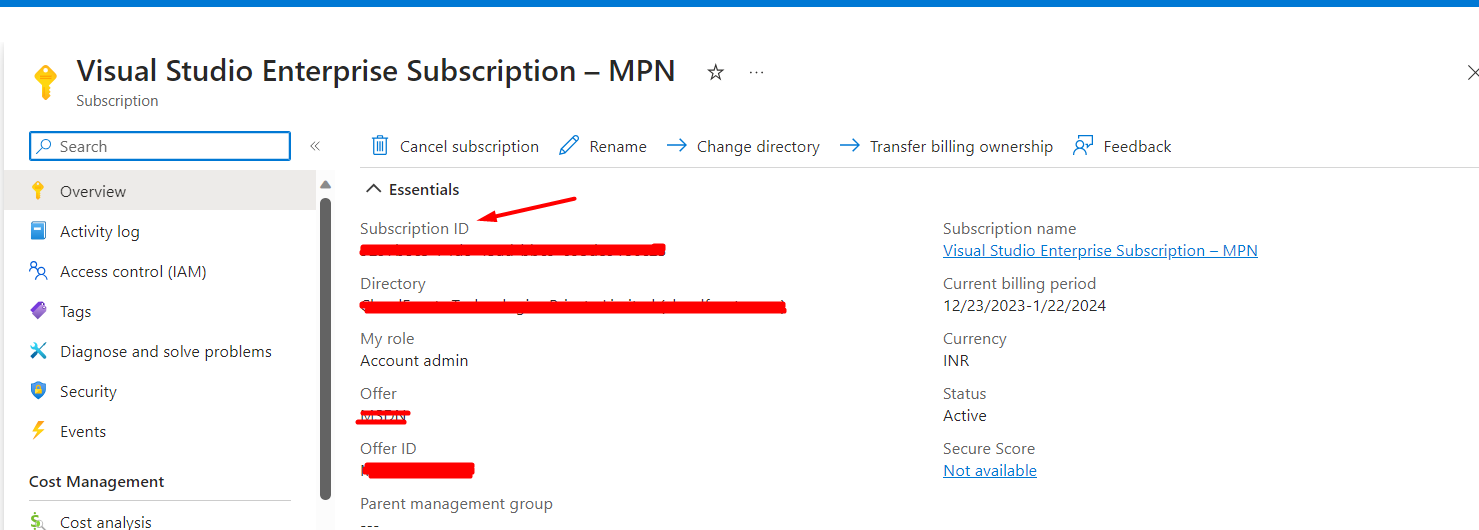 Visual Studio Enterprise Subscription – MPN
Subscription
Search
Overview
Activity log
Access control (IAM)
Tags
Diagnose and solve problems
Security
Events
Cost Management
Cost analysis
Cancel subscription
Rename
Change directory
Transfer billing ownership
Feedback
Essentials
Subscription ID
Directory
My role
Account admin
Offer
MSDN
Offer ID
Parent management group
---
Subscription name
Visual Studio Enterprise Subscription – MPN
Current billing period
12/23/2023-1/22/2024
Currency
INR
Status
Active
Secure Score
Not available